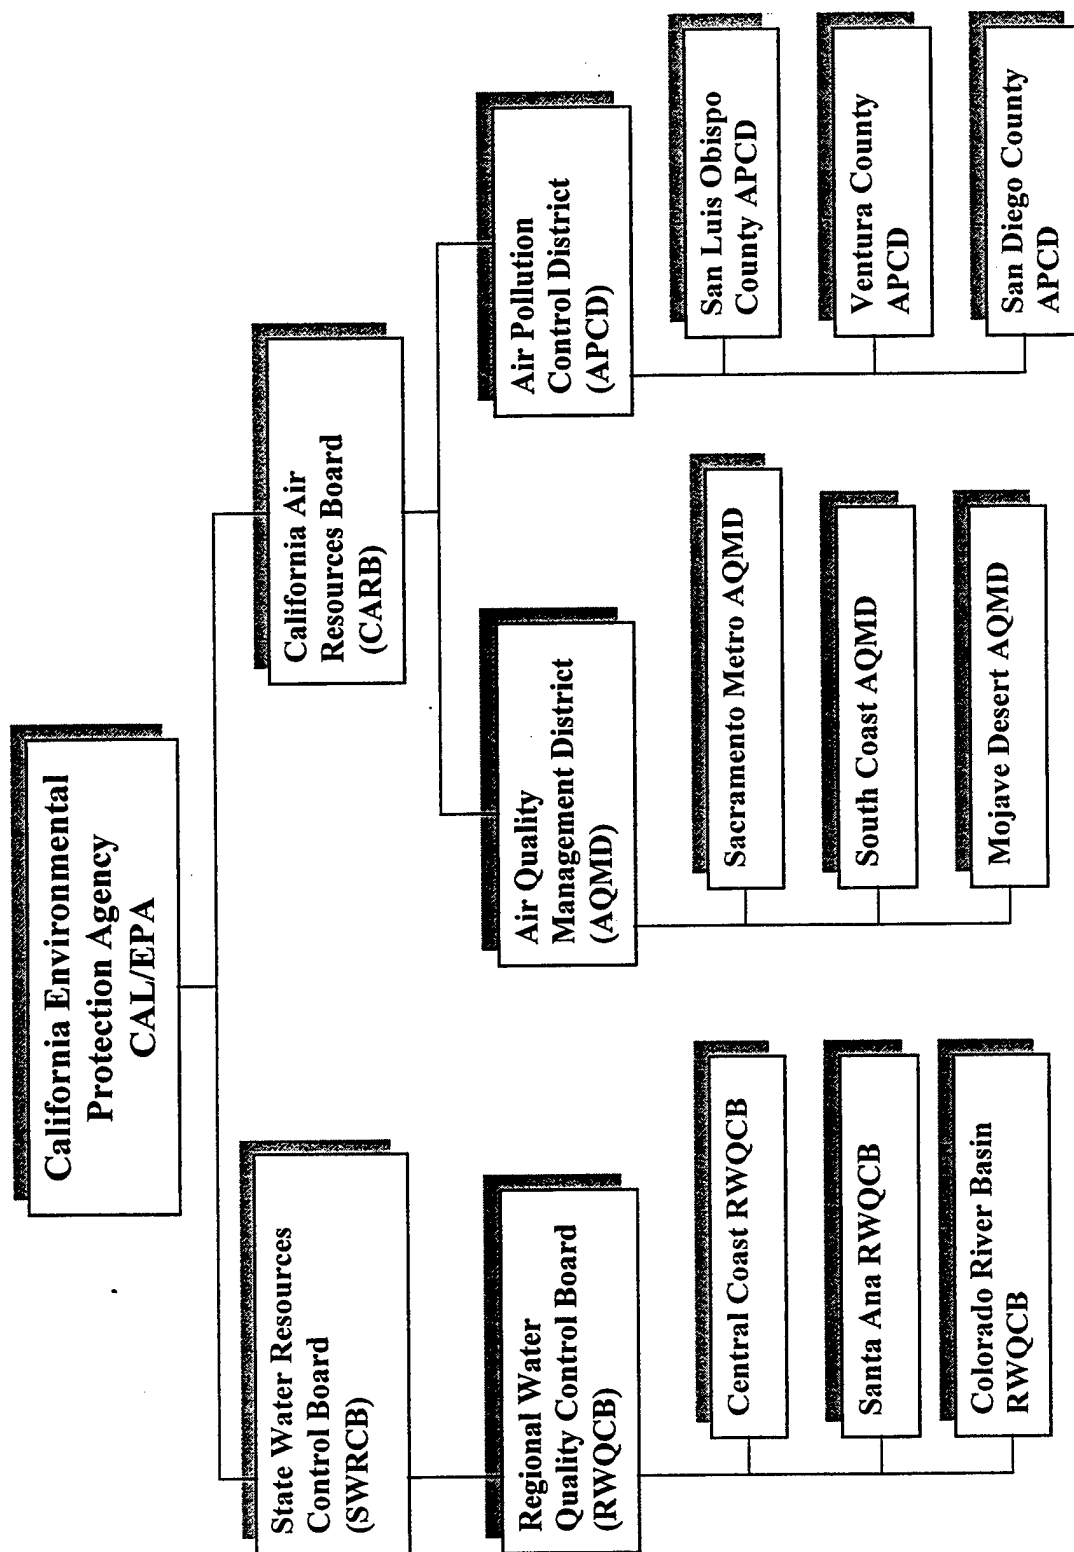 California Environmental
Protection Agency
CAL/EPA
State Water Resources
Control Board
(SWRCB)
California Air
Resources Board
(CARB)
Regional Water
Quality Control Board
(RWQCB)
Air Quality
Management District
(AQMD)
Air Pollution
Control District
(APCD)
Central Coast RWQCB
Santa Ana RWQCB
Colorado River Basin
RWQCB
Sacramento Metro AQMD
South Coast AQMD
Mojave Desert AQMD
San Luis Obispo
County APCD
Ventura County
APCD
San Diego County
APCD